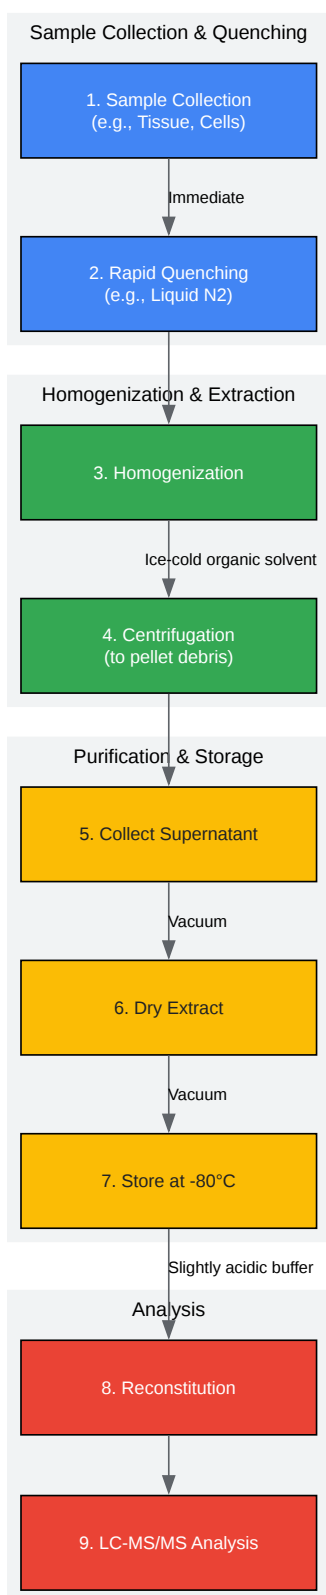 Sample Collection & Quenching
1. Sample Collection
(e.g., Tissue, Cells)
Immediate
2. Rapid Quenching
(e.g., Liquid N2)
Homogenization & Extraction
3. Homogenization
Ice-cold organic solvent
4. Centrifugation
(to pellet debris)
Purification & Storage
5. Collect Supernatant
Vacuum
6. Dry Extract
Vacuum
7. Store at -80°C
Slightly acidic buffer
Analysis
8. Reconstitution
9. LC-MS/MS Analysis